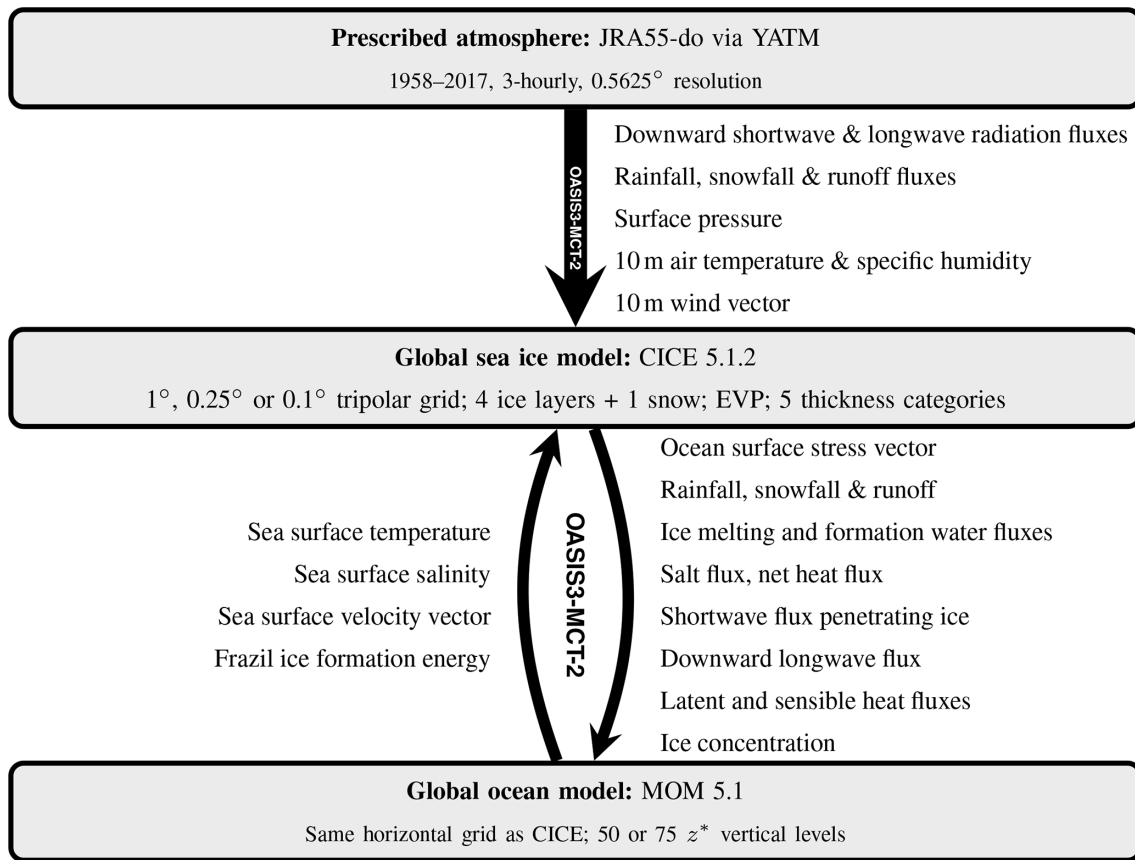 Prescribed atmosphere: JRA55-do via YATM
1958–2017, 3-hourly, 0.5625° resolution
OASIS3-MCT-2
Downward shortwave & longwave radiation fluxes
Rainfall, snowfall & runoff fluxes
Surface pressure
10 m air temperature & specific humidity
10 m wind vector
Global sea ice model: CICE 5.1.2
1°, 0.25° or 0.1° tripolar grid; 4 ice layers + 1 snow; EVP; 5 thickness categories
Sea surface temperature
Sea surface salinity
Sea surface velocity vector
Frazil ice formation energy
OASIS3-MCT-2
Ocean surface stress vector
Rainfall, snowfall & runoff
Ice melting and formation water fluxes
Salt flux, net heat flux
Shortwave flux penetrating ice
Downward longwave flux
Latent and sensible heat fluxes
Ice concentration
Global ocean model: MOM 5.1
Same horizontal grid as CICE; 50 or 75 z* vertical levels